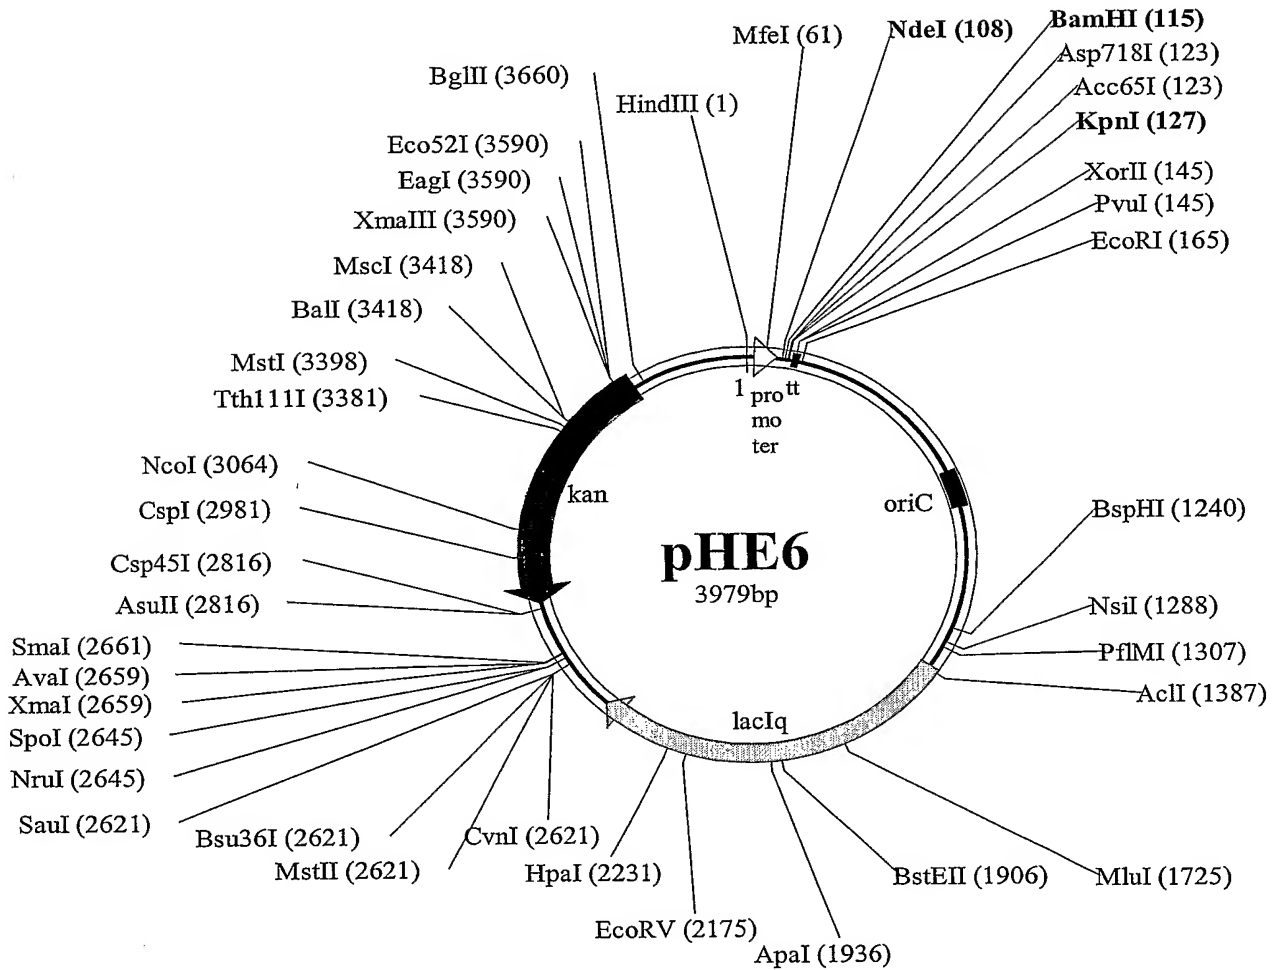 MfeI (61)
NdeI (108)
BamHI (115)
Asp718I (123)
Acc65I (123)
KpnI (127)
XorII (145)
PvuI (145)
EcoRI (165)
BglII (3660)
HindIII (1)
Eco52I (3590)
EagI (3590)
XmaIII (3590)
MscI (3418)
BalI (3418)
MstI (3398)
Tth111I (3381)
NcoI (3064)
CspI (2981)
Csp45I (2816)
AsuII (2816)
SmaI (2661)
AvaI (2659)
XmaI (2659)
SpoI (2645)
NruI (2645)
SauI (2621)
Bsu36I (2621)
MstII (2621)
CvnI (2621)
HpaI (2231)
EcoRV (2175)
ApaI (1936)
BstEII (1906)
MluI (1725)
AclI (1387)
PflMI (1307)
NsiI (1288)
BspHI (1240)
1
pro
mo
ter
tt
oriC
kan
lacIq
pHE6
3979bp